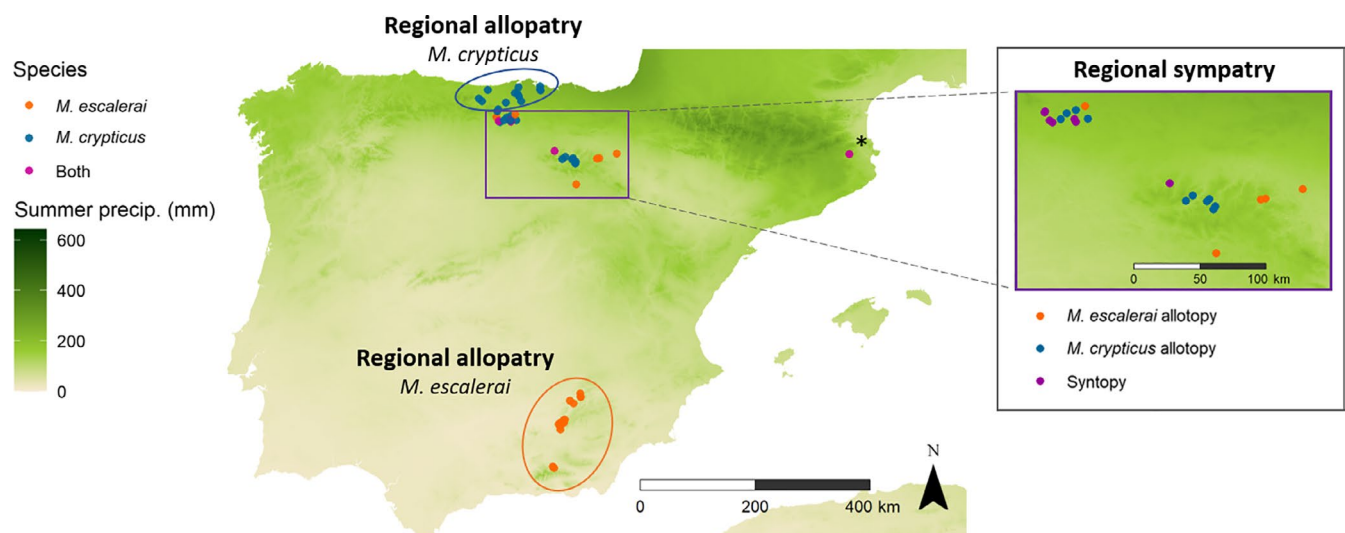 Regional allopatry
M. crypticus
Species
M. escalerai
M. crypticus
Both
Summer precip. (mm)
600
400
200
0
*
Regional allopatry
M. escalerai
N
0 200 400 km
Regional sympatry
0 50 100 km
M. escalerai allotopy
M. crypticus allotopy
Syntopy